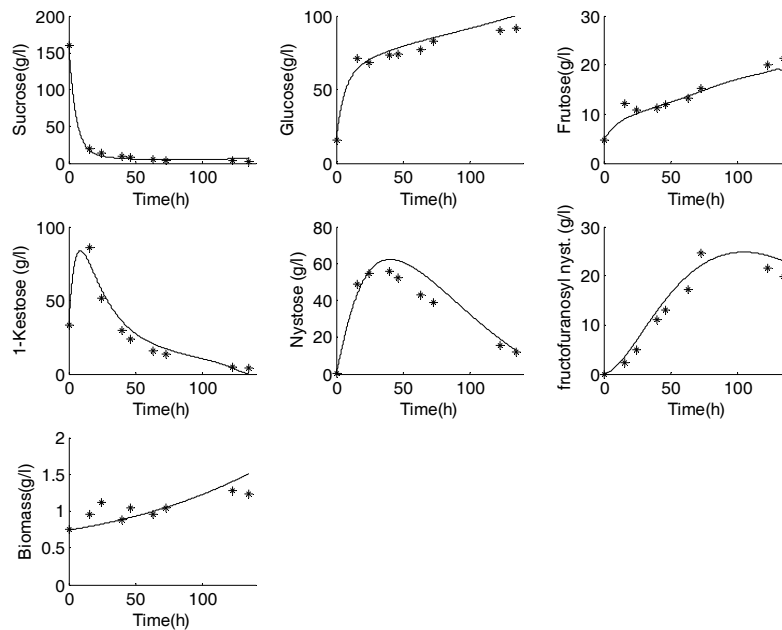 200
150
100
50
0
Sucrose(g/l)
0 50 100
Time(h)
100
50
0
Glucose(g/l)
0 50 100
Time(h)
30
20
10
0
Frutose(g/l)
0 50 100
Time(h)
100
50
0
1-Kestose (g/l)
0 50 100
Time(h)
80
60
40
20
0
Nystose (g/l)
0 50 100
Time(h)
30
20
10
0
fructofuranosyl nyst. (g/l)
0 50 100
Time(h)
2
1.5
1
0.5
0
Biomass(g/l)
0 50 100
Time(h)